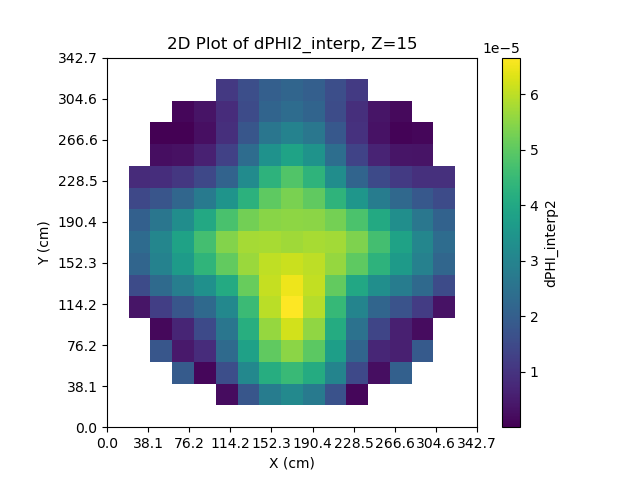 2D Plot of dPHI2_interp, Z=15
1e−5
342.7
304.6
266.6
228.5
190.4
152.3
114.2
76.2
38.1
0.0
Y (cm)
0.0 38.1 76.2 114.2 152.3 190.4 228.5 266.6 304.6 342.7
X (cm)
6
5
4
3
2
1
dPHI_interp2